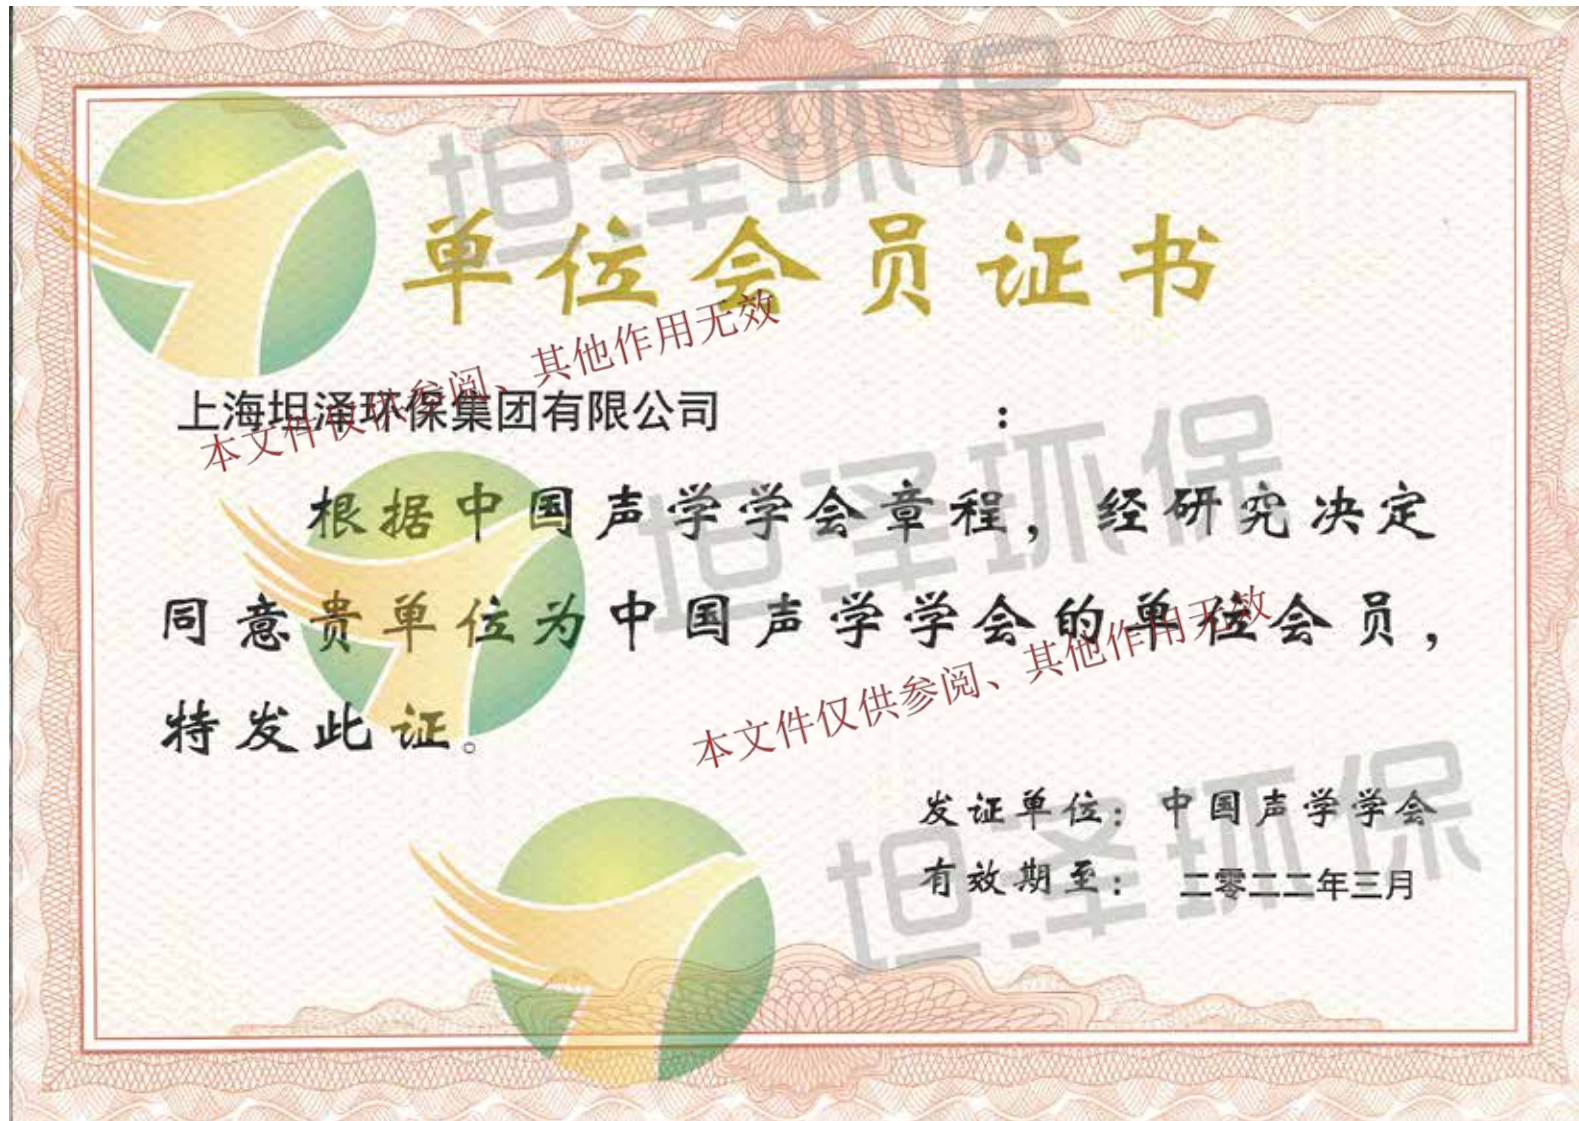 坦泽环保
单位会员证书
本文件仅供参阅、其他作用无效
上海坦泽环保集团有限公司 ：
根据中国声学学会章程，经研究决定
坦泽环保
同意贵单位为中国声学学会的单位会员，
本文件仅供参阅、其他作用无效
特发此证。
发证单位：中国声学学会
坦泽环保
有效期至： 二零二二年三月